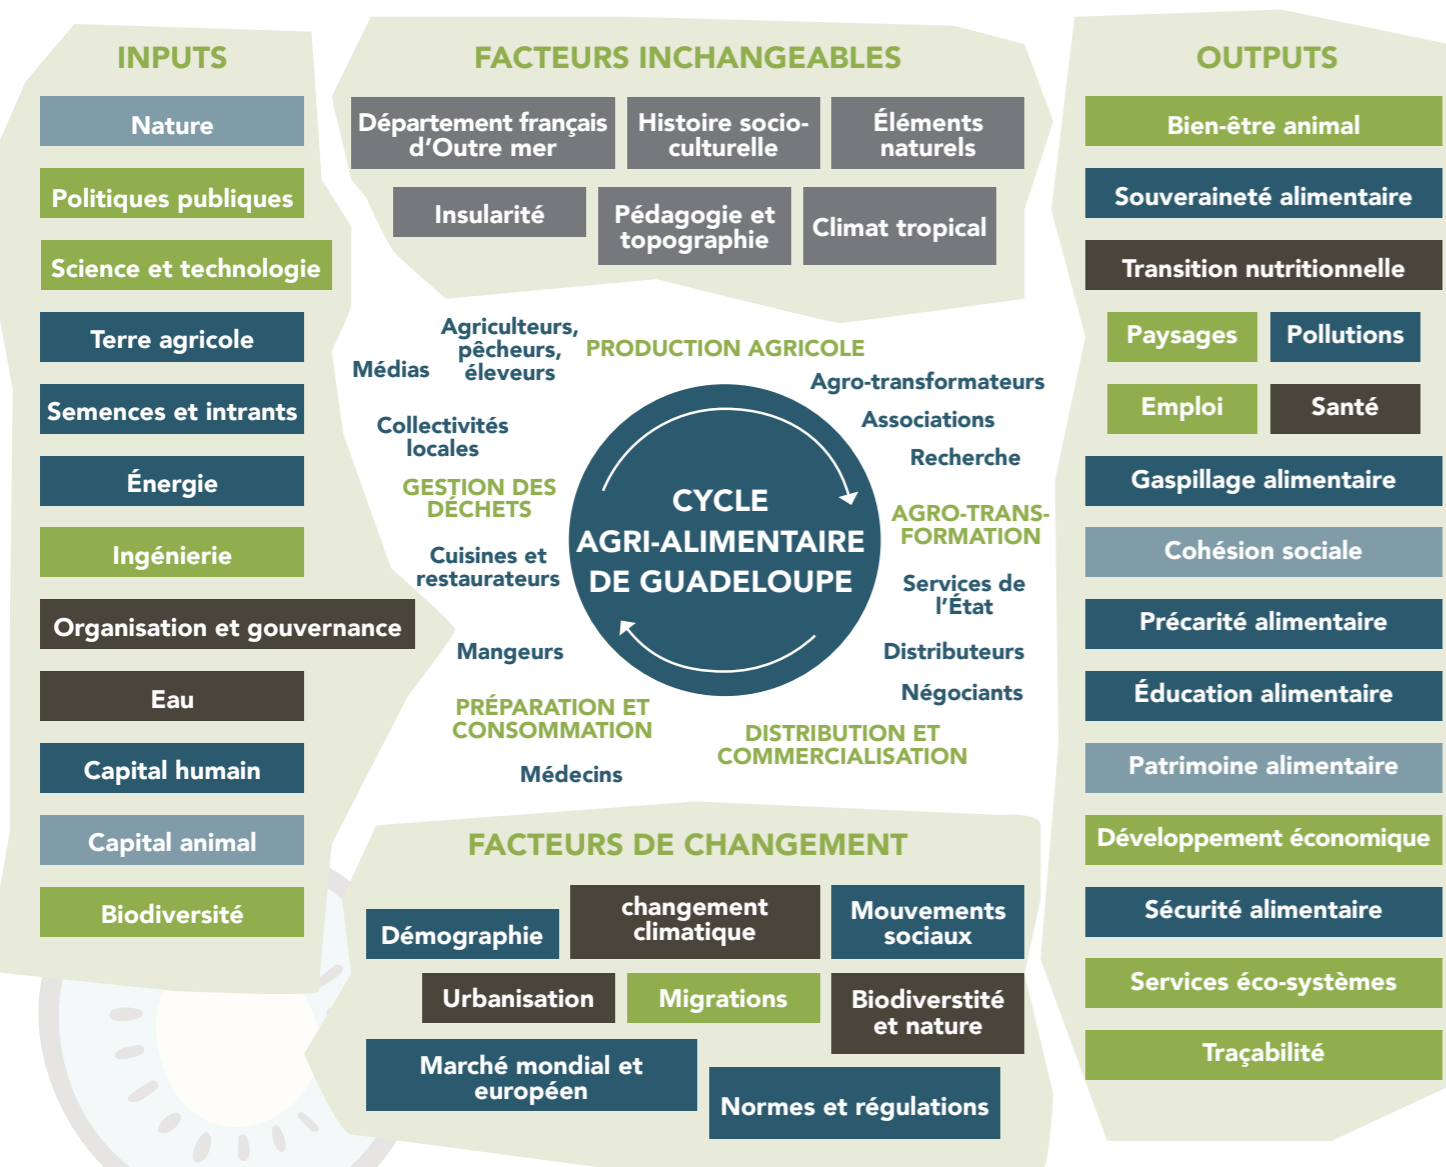 INPUTS
Nature
Politiques publiques
Science et technologie
Terre agricole
Semences et intrants
Énergie
Ingénierie
Organisation et gouvernance
Eau
Capital humain
Capital animal
Biodiversité
FACTEURS INCHANGEABLES
Département français
d'Outre mer
Histoire socio-
culturelle
Éléments
naturels
Insularité
Pédagogie et
topographie
Climat tropical
Médias
Agriculteurs,
pêcheurs,
éleveurs
PRODUCTION AGRICOLE
Agro-transformateurs
Associations
Recherche
Collectivités
locales
GESTION DES
DÉCHETS
CYCLE
AGRI-ALIMENTAIRE
DE GUADELOUPE
AGRO-TRANS-
FORMATION
Cuisines et
restaurateurs
Services de
l'État
Mangeurs
Distributeurs
Négociants
PRÉPARATION ET
CONSOMMATION
DISTRIBUTION ET
COMMERCIALISATION
Médecins
FACTEURS DE CHANGEMENT
Démographie
changement
climatique
Mouvements
sociaux
Urbanisation
Migrations
Biodiverstité
et nature
Marché mondial et
européen
Normes et régulations
OUTPUTS
Bien-être animal
Souveraineté alimentaire
Transition nutritionnelle
Paysages
Pollutions
Emploi
Santé
Gaspillage alimentaire
Cohésion sociale
Précarité alimentaire
Éducation alimentaire
Patrimoine alimentaire
Développement économique
Sécurité alimentaire
Services éco-systèmes
Traçabilité